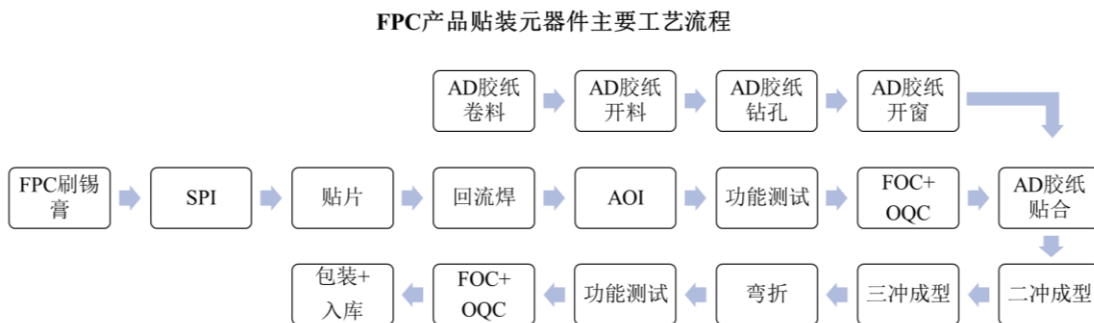 FPC产品贴装元器件主要工艺流程
AD胶纸
卷料
AD胶纸
开料
AD胶纸
钻孔
AD胶纸
开窗
FPC刷锡
膏
SPI
贴片
回流焊
AOI
功能测试
FOC+
OQC
AD胶纸
贴合
包装+
入库
FOC+
OQC
功能测试
弯折
三冲成型
二冲成型